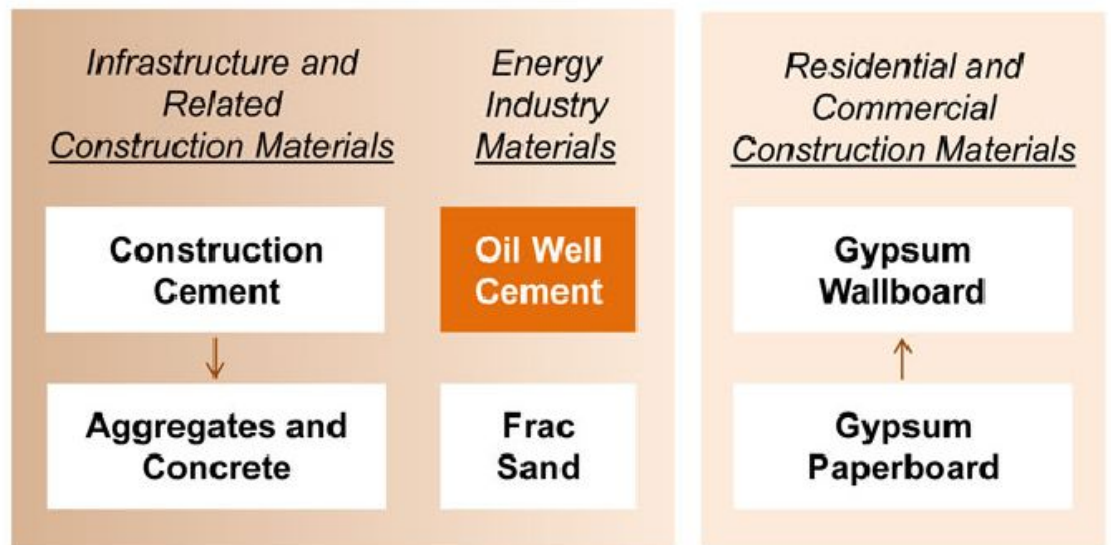 Infrastructure and
Related
Construction Materials
Construction
Cement
Aggregates and
Concrete
Energy
Industry
Materials
Oil Well
Cement
Frac
Sand
Residential and
Commercial
Construction Materials
Gypsum
Wallboard
Gypsum
Paperboard